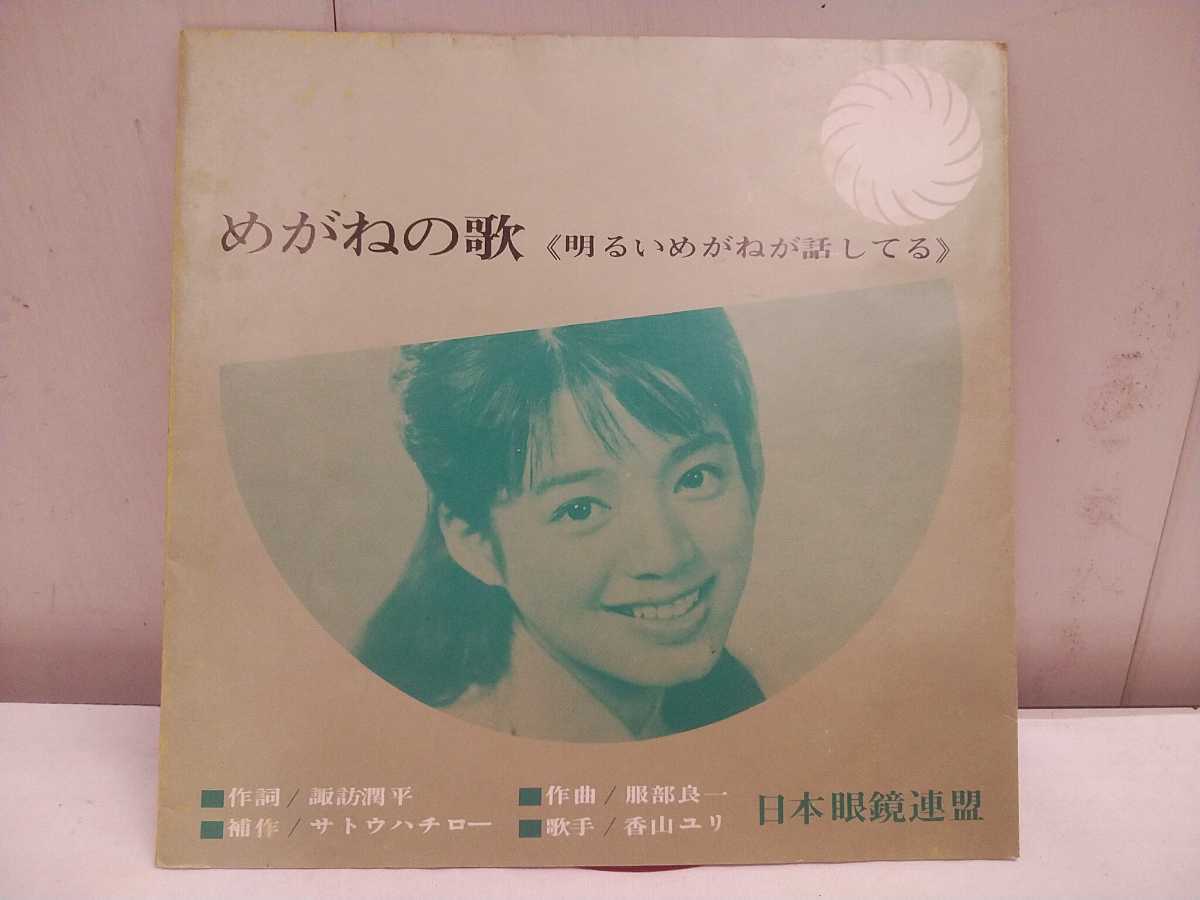 めがねの歌《明るいめがねが話してる》
■作詞/諏訪潤平 ■作曲/服部良一
■補作/サトウハチロー ■歌手/香山ユリ
日本眼鏡連盟